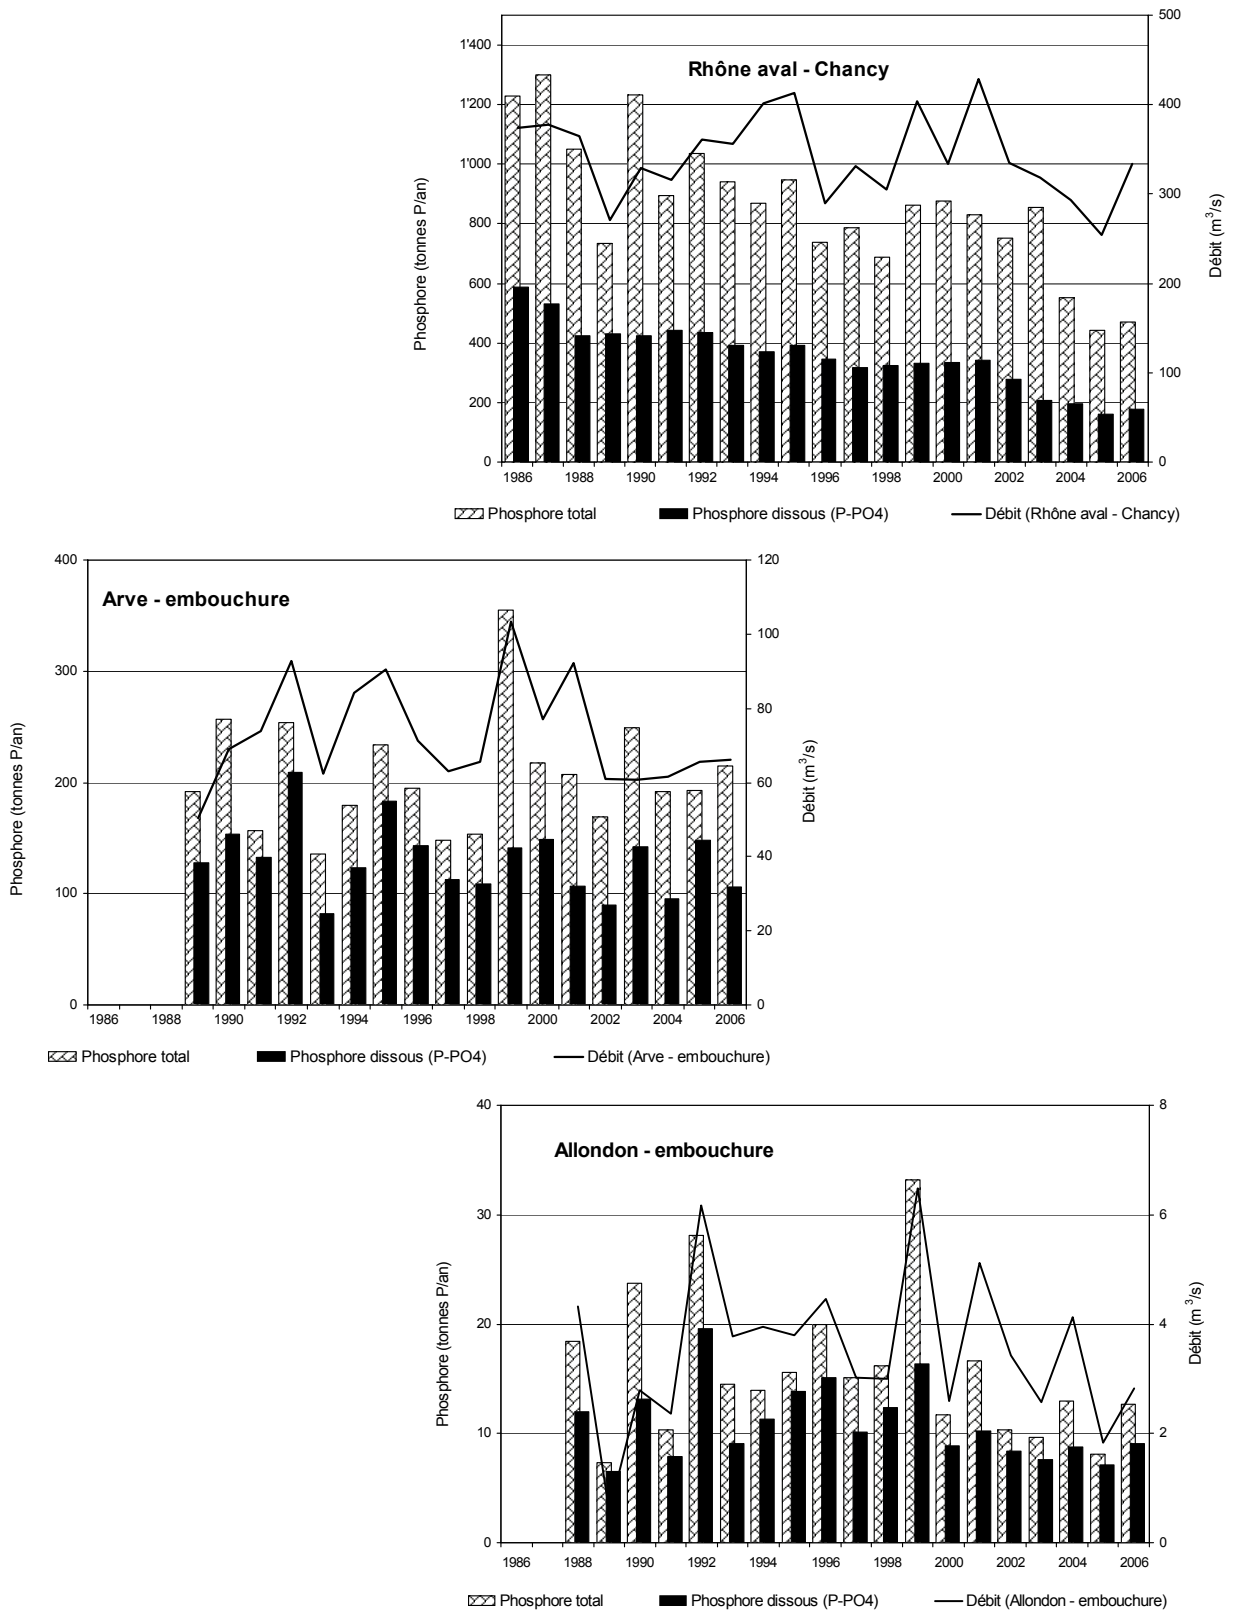 Rhône aval - Chancy
Phosphore (tonnes P/an)
1'400
1'200
1'000
800
600
400
200
0
500
400
300
200
100
0
Débit (m³/s)
1986 1988 1990 1992 1994 1996 1998 2000 2002 2004 2006
Phosphore total Phosphore dissous (P-PO4) Débit (Rhône aval - Chancy)
Arve - embouchure
Phosphore (tonnes P/an)
400
300
200
100
0
120
100
80
60
40
20
0
Débit (m³/s)
1986 1988 1990 1992 1994 1996 1998 2000 2002 2004 2006
Phosphore total Phosphore dissous (P-PO4) Débit (Arve - embouchure)
Allondon - embouchure
Phosphore (tonnes P/an)
40
30
20
10
0
8
6
4
2
0
Débit (m³/s)
1986 1988 1990 1992 1994 1996 1998 2000 2002 2004 2006
Phosphore total Phosphore dissous (P-PO4) Débit (Allondon - embouchure)